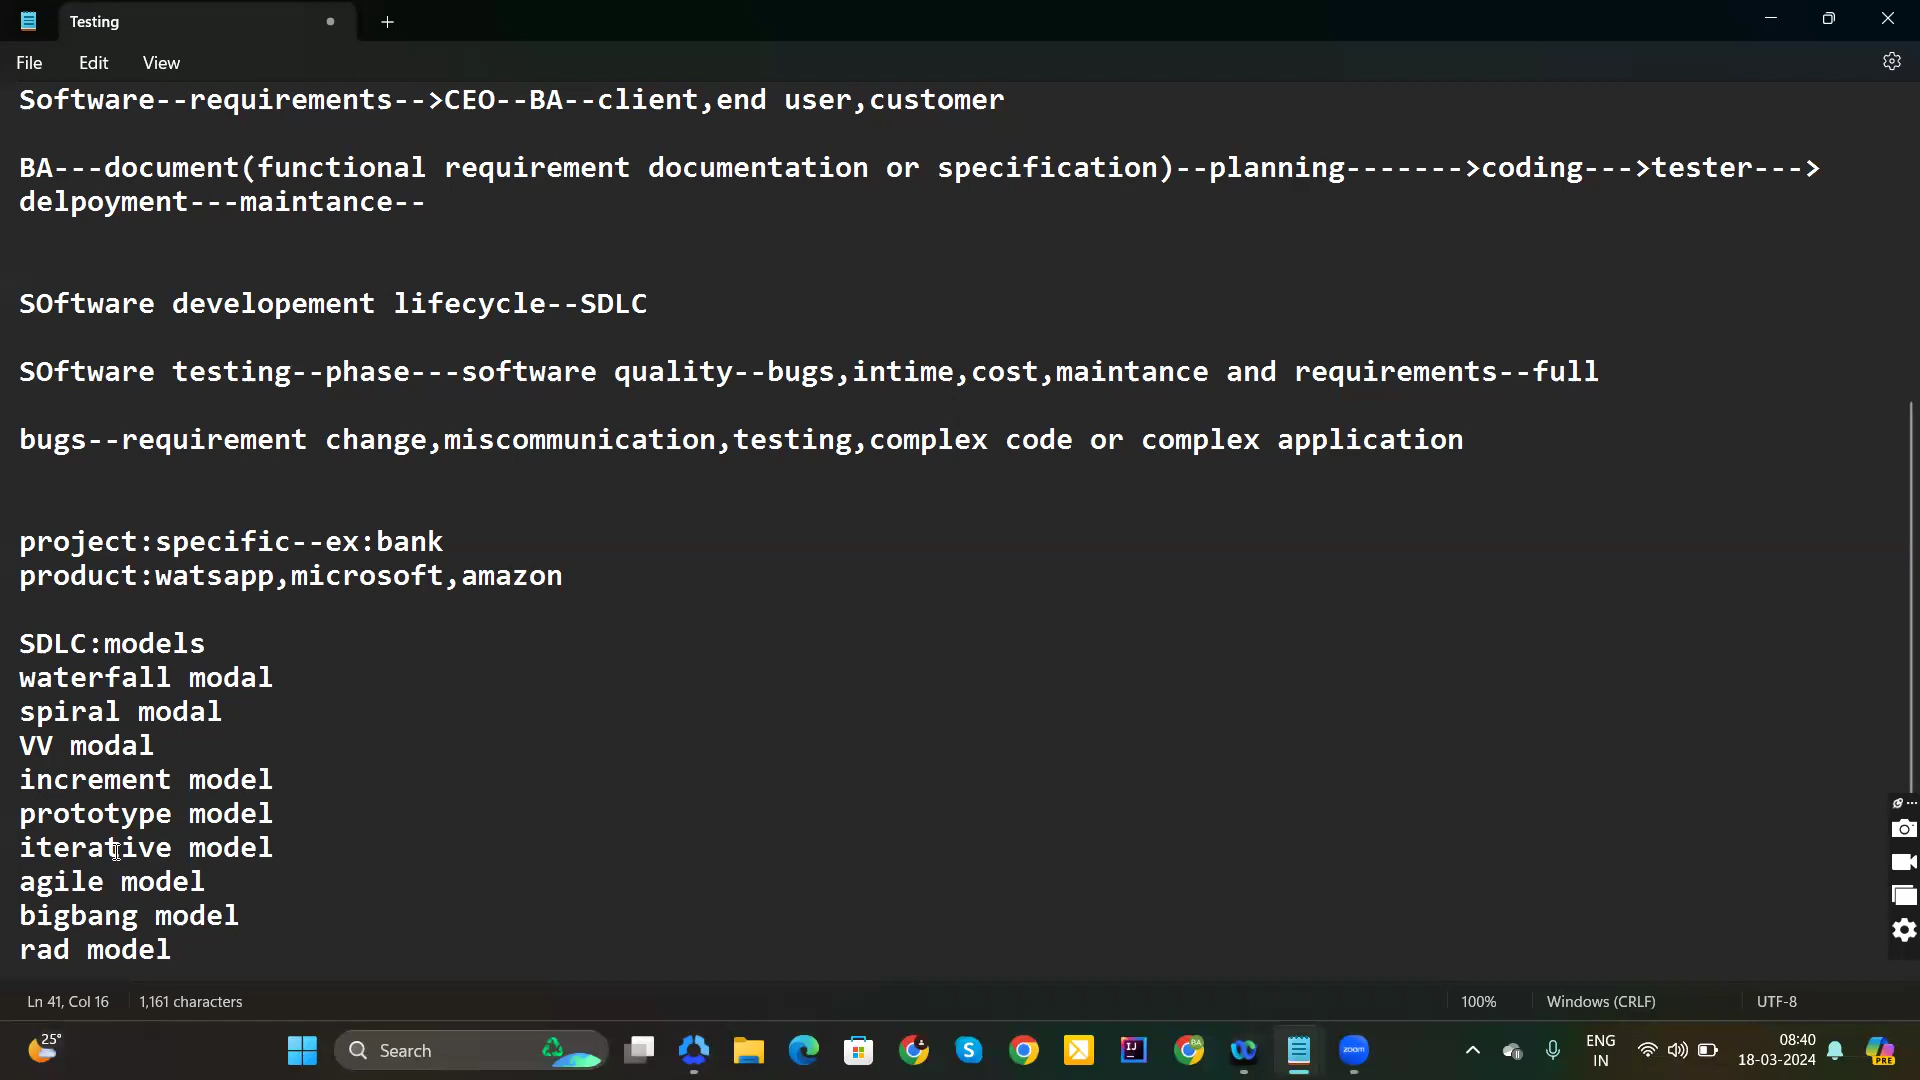 Testing
File Edit View
Software--requirements-->CEO--BA--client,end user,customer
BA---document(functional requirement documentation or specification)--planning------->coding--->tester--->
delpoyment---maintance--
SOftware developement lifecycle--SDLC
SOftware testing--phase---software quality--bugs,intime,cost,maintance and requirements--full
bugs--requirement change,miscommunication,testing,complex code or complex application
project:specific--ex:bank
product:watsapp,microsoft,amazon
SDLC:models
waterfall modal
spiral modal
VV modal
increment model
prototype model
iterative model
agile model
bigbang model
rad model
Ln 41, Col 16 1,161 characters 100% Windows (CRLF) UTF-8
25° Search zoom ENG 08:40
IN 18-03-2024 PRE